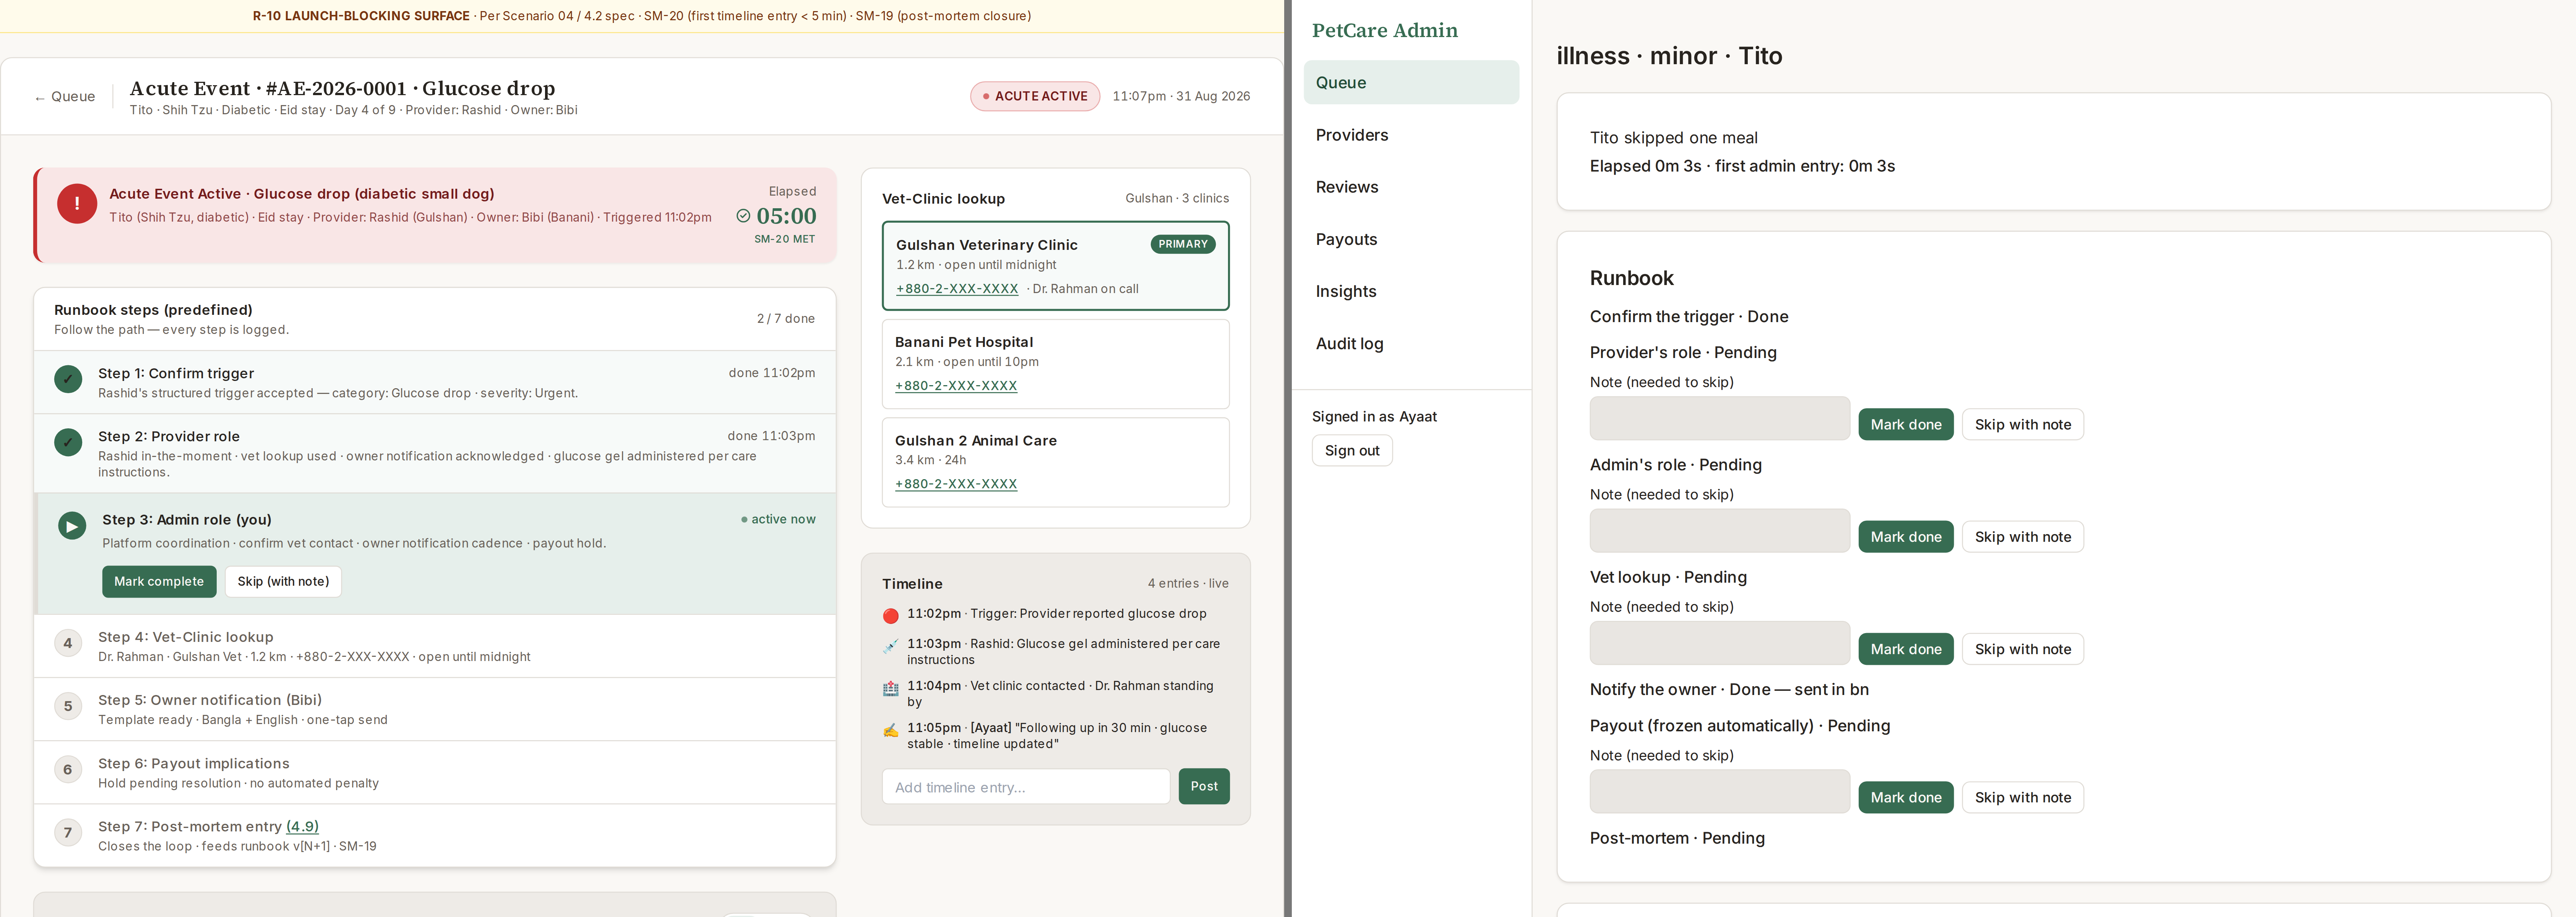 R-10 LAUNCH-BLOCKING SURFACE · Per Scenario 04 / 4.2 spec · SM-20 (first timeline entry < 5 min) · SM-19 (post-mortem closure)
← Queue
Acute Event · #AE-2026-0001 · Glucose drop
Tito · Shih Tzu · Diabetic · Eid stay · Day 4 of 9 · Provider: Rashid · Owner: Bibi
ACUTE ACTIVE
11:07pm · 31 Aug 2026
!
Acute Event Active · Glucose drop (diabetic small dog)
Tito (Shih Tzu, diabetic) · Eid stay · Provider: Rashid (Gulshan) · Owner: Bibi (Banani) · Triggered 11:02pm
Elapsed
05:00
SM-20 MET
Runbook steps (predefined)
Follow the path — every step is logged.
2 / 7 done
✓
Step 1: Confirm trigger
done 11:02pm
Rashid's structured trigger accepted — category: Glucose drop · severity: Urgent.
✓
Step 2: Provider role
done 11:03pm
Rashid in-the-moment · vet lookup used · owner notification acknowledged · glucose gel administered per care
instructions.
▶
Step 3: Admin role (you)
active now
Platform coordination · confirm vet contact · owner notification cadence · payout hold.
Mark complete
Skip (with note)
4
Step 4: Vet-Clinic lookup
Dr. Rahman · Gulshan Vet · 1.2 km · +880-2-XXX-XXXX · open until midnight
5
Step 5: Owner notification (Bibi)
Template ready · Bangla + English · one-tap send
6
Step 6: Payout implications
Hold pending resolution · no automated penalty
7
Step 7: Post-mortem entry (4.9)
Closes the loop · feeds runbook v[N+1] · SM-19
Vet-Clinic lookup
Gulshan · 3 clinics
Gulshan Veterinary Clinic
PRIMARY
1.2 km · open until midnight
+880-2-XXX-XXXX · Dr. Rahman on call
Banani Pet Hospital
2.1 km · open until 10pm
+880-2-XXX-XXXX
Gulshan 2 Animal Care
3.4 km · 24h
+880-2-XXX-XXXX
Timeline
4 entries · live
11:02pm · Trigger: Provider reported glucose drop
11:03pm · Rashid: Glucose gel administered per care
instructions
11:04pm · Vet clinic contacted · Dr. Rahman standing
by
11:05pm · [Ayaat] "Following up in 30 min · glucose
stable · timeline updated"
Add timeline entry...
Post
PetCare Admin
Queue
Providers
Reviews
Payouts
Insights
Audit log
Signed in as Ayaat
Sign out
illness · minor · Tito
Tito skipped one meal
Elapsed 0m 3s · first admin entry: 0m 3s
Runbook
Confirm the trigger · Done
Provider's role · Pending
Note (needed to skip)
Mark done
Skip with note
Admin's role · Pending
Note (needed to skip)
Mark done
Skip with note
Vet lookup · Pending
Note (needed to skip)
Mark done
Skip with note
Notify the owner · Done — sent in bn
Payout (frozen automatically) · Pending
Note (needed to skip)
Mark done
Skip with note
Post-mortem · Pending